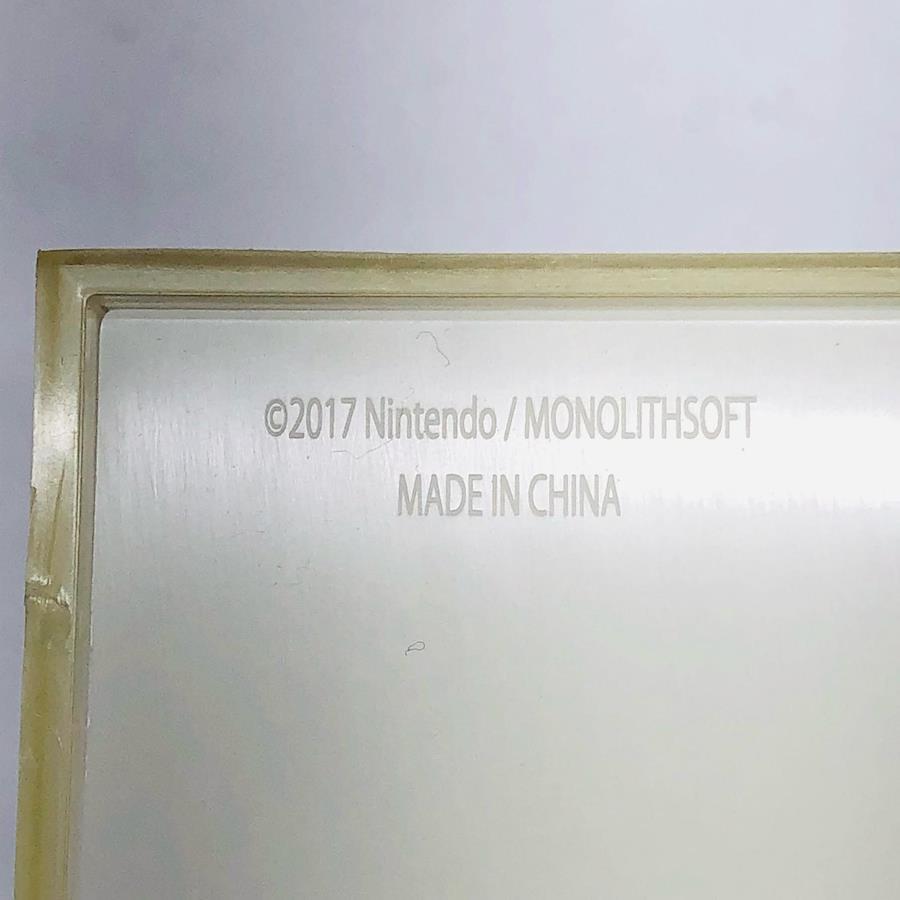 ©2017 Nintendo / MONOLITHSOFT
MADE IN CHINA